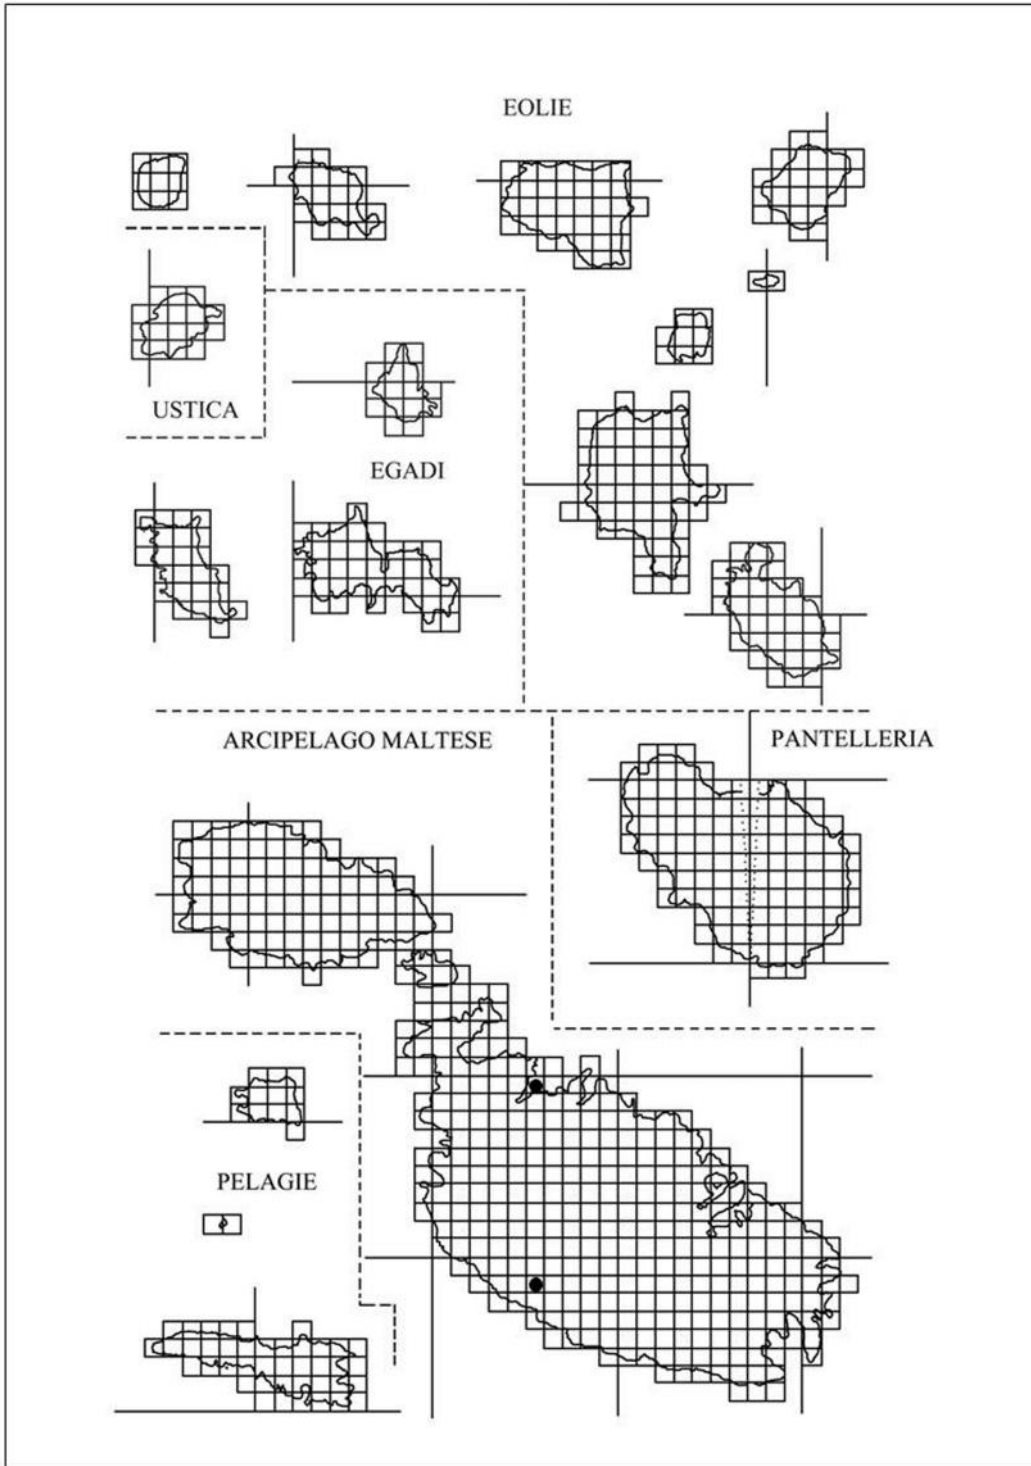 EOLIE
USTICA
EGADI
ARCIPELAGO MALTESE
PANTELLERIA
PELAGIE